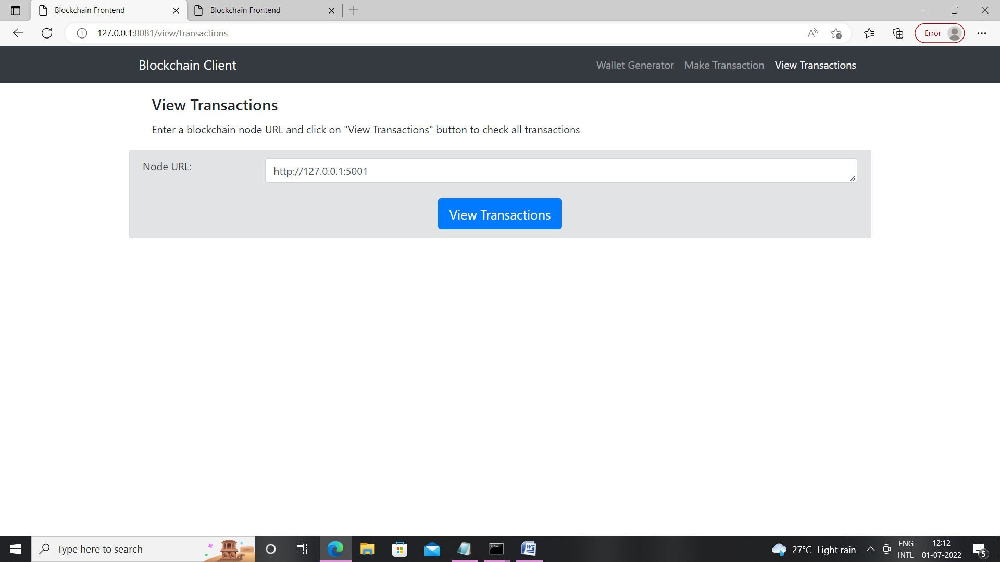 Blockchain Frontend
Blockchain Frontend
127.0.0.1:8081/view/transactions
Error
Blockchain Client
Wallet Generator
Make Transaction
View Transactions
View Transactions
Enter a blockchain node URL and click on "View Transactions" button to check all transactions
Node URL:
http://127.0.0.1:5001
View Transactions
Type here to search
27°C Light rain
ENG
INTL
12:12
01-07-2022
5